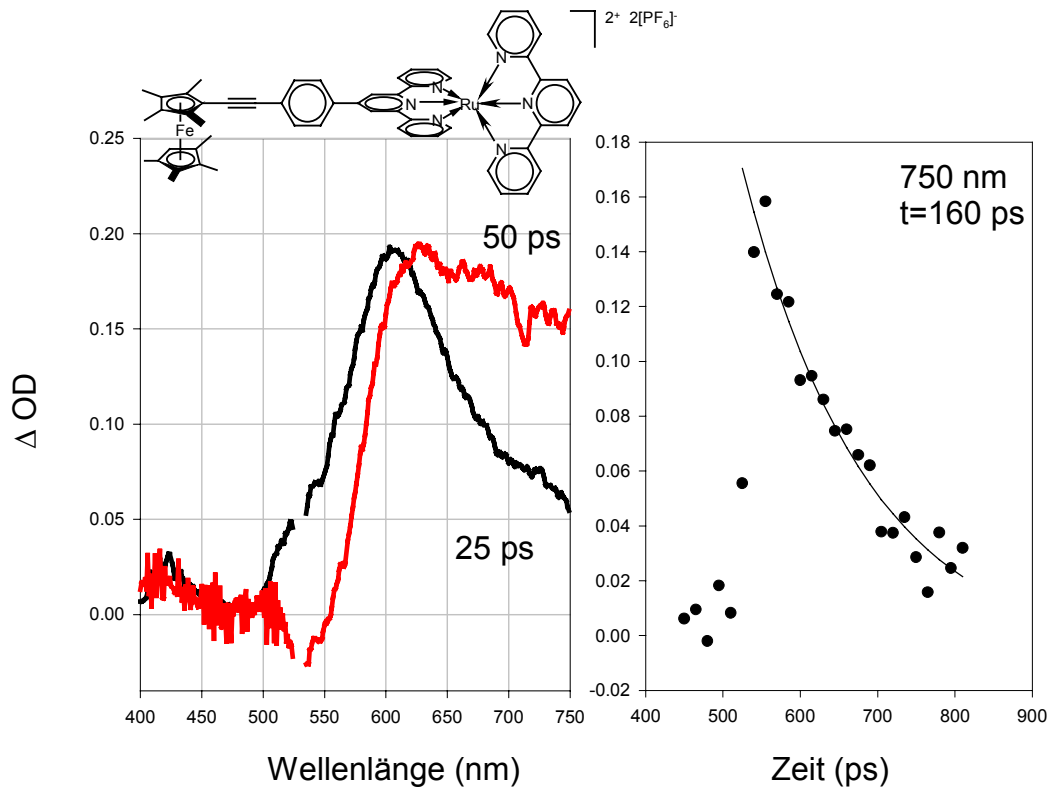 2+ 2[PF6]-
N
N
N
N
Ru
N
N
Fe
0.25
0.20
0.15
0.10
0.05
0.00
50 ps
25 ps
400 450 500 550 600 650 700 750
Δ OD
Wellenlänge (nm)
0.18
0.16
0.14
0.12
0.10
0.08
0.06
0.04
0.02
0.00
-0.02
750 nm
t=160 ps
400 500 600 700 800 900
Zeit (ps)